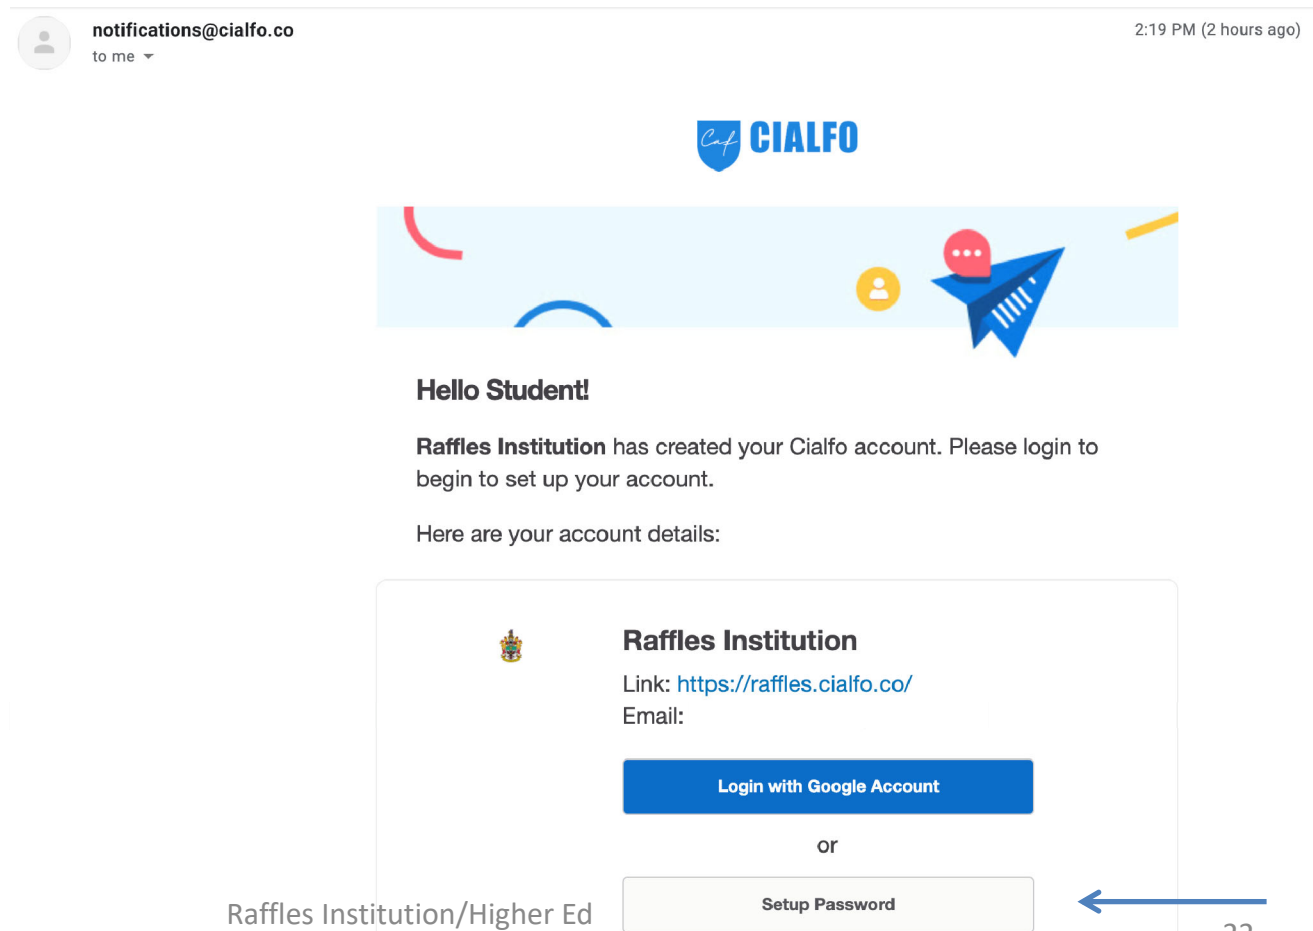 notifications@cialfo.co
2:19 PM (2 hours ago)
to me
Caf CIALFO
Hello Student!
Raffles Institution has created your Cialfo account. Please login to
begin to set up your account.
Here are your account details:
Raffles Institution
Link: https://raffles.cialfo.co/
Email:
Login with Google Account
or
Setup Password
Raffles Institution/Higher Ed